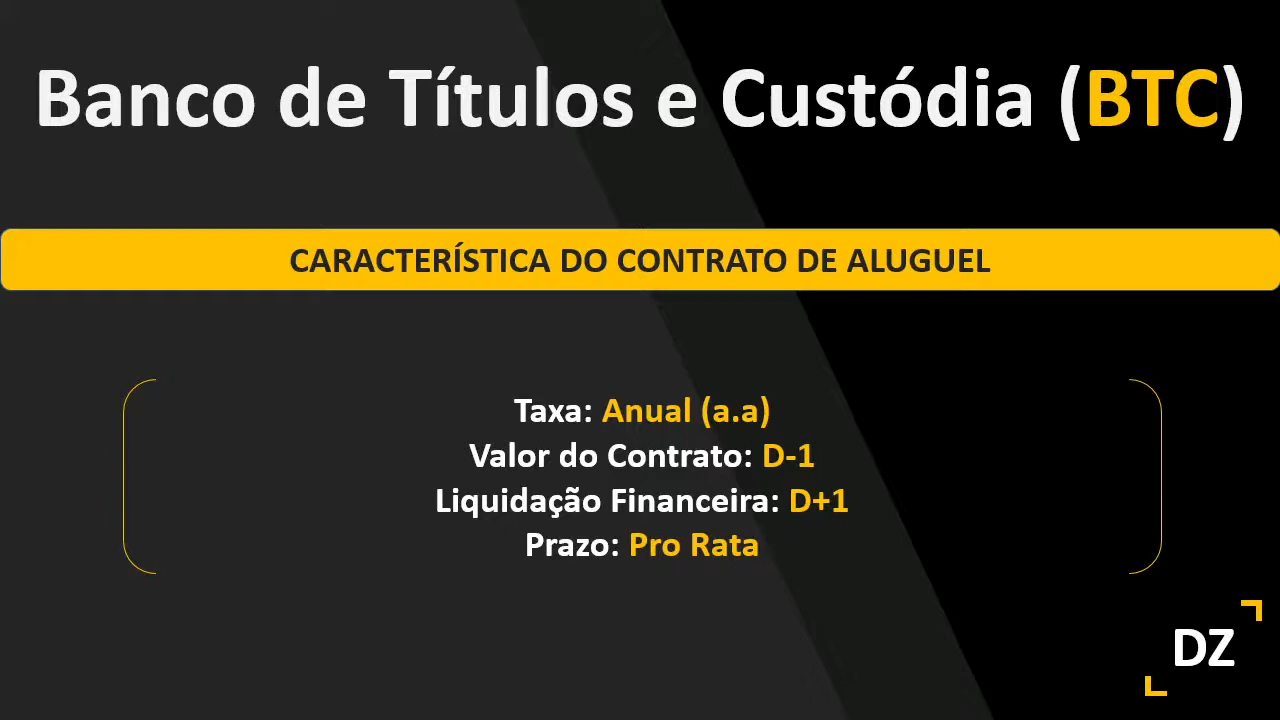 Banco de Títulos e Custódia (BTC)
CARACTERÍSTICA DO CONTRATO DE ALUGUEL
Taxa: Anual (a.a)
Valor do Contrato: D-1
Liquidação Financeira: D+1
Prazo: Pro Rata
DZ